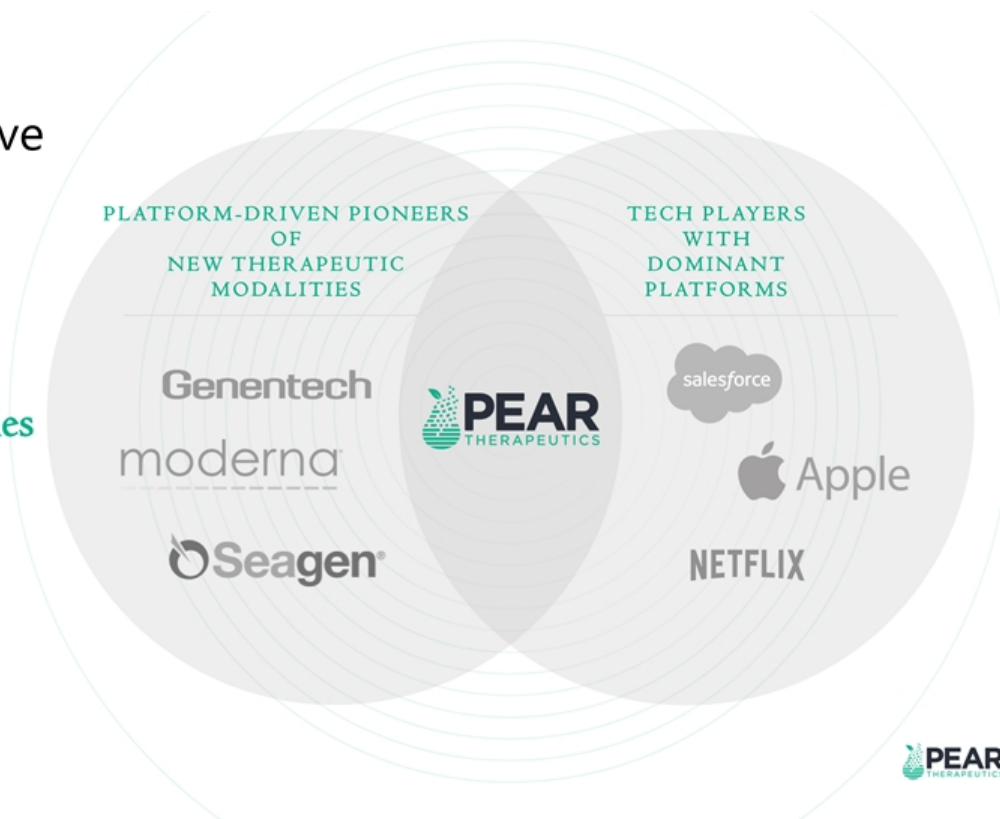 ve
PLATFORM-DRIVEN PIONEERS
OF
NEW THERAPEUTIC
MODALITIES
TECH PLAYERS
WITH
DOMINANT
PLATFORMS
Genentech
moderna
Seagen®
PEAR
THERAPEUTICS
salesforce
Apple
NETFLIX
es
PEAR
THERAPEUTICS